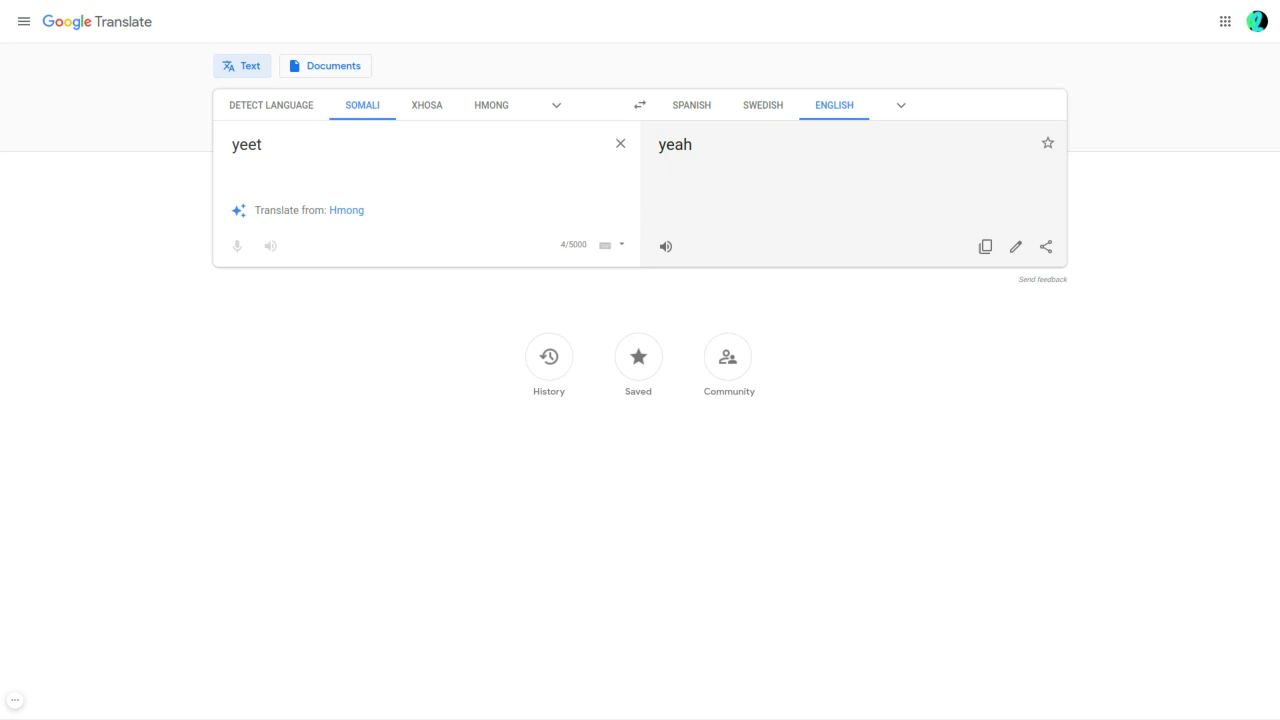 Google Translate
Text Documents
DETECT LANGUAGE SOMALI XHOSA HMONG SPANISH SWEDISH ENGLISH
yeet yeah
Translate from: Hmong
4/5000
Send feedback
History Saved Community